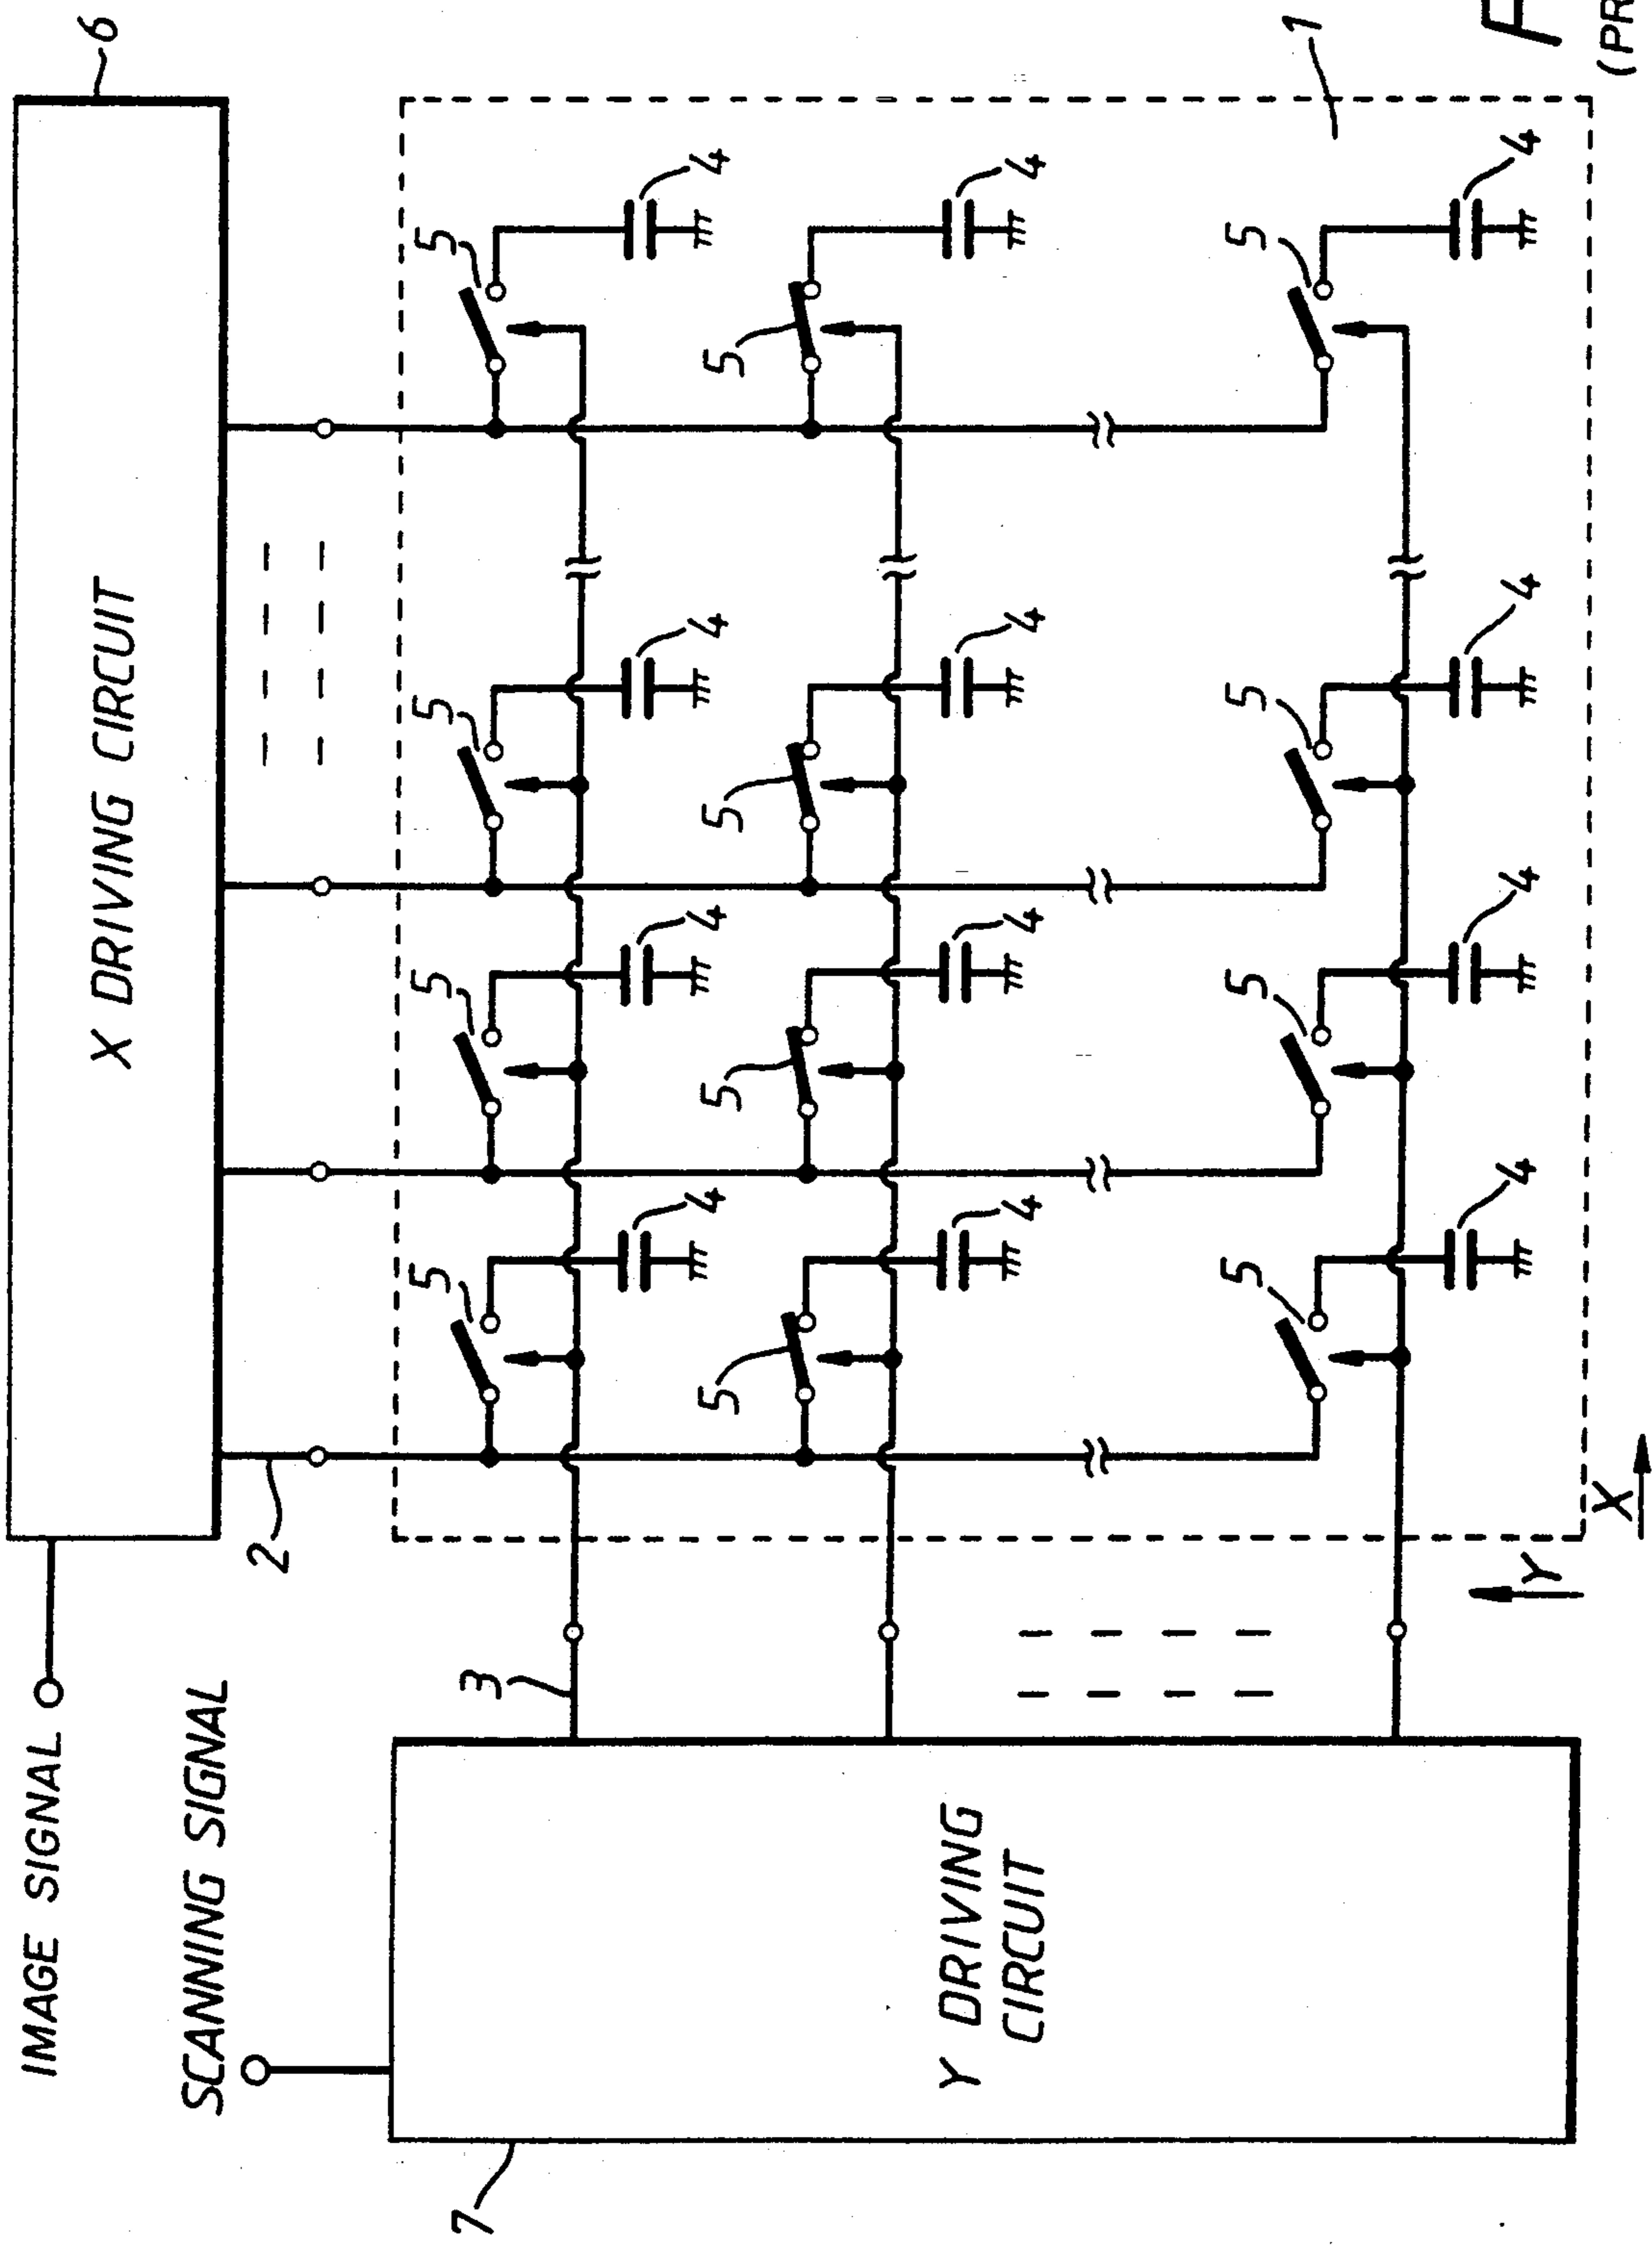 IMAGE SIGNAL
6
X DRIVING CIRCUIT
SCANNING SIGNAL
2
5 5 5 5
7
3
4 4 4 4
5 5 5 5
Y DRIVING
CIRCUIT
4 4 4 4
5 5 5 5
1
4 4 4 4
Y
X
F
(PR